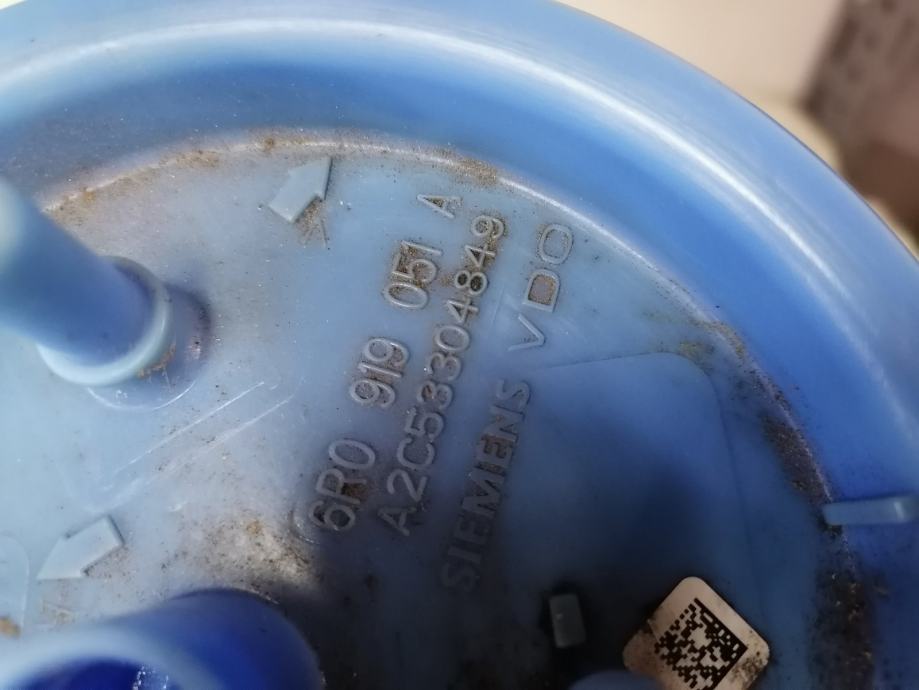 6R0 919 051 A
A2C53304849
SIEMENS VDO